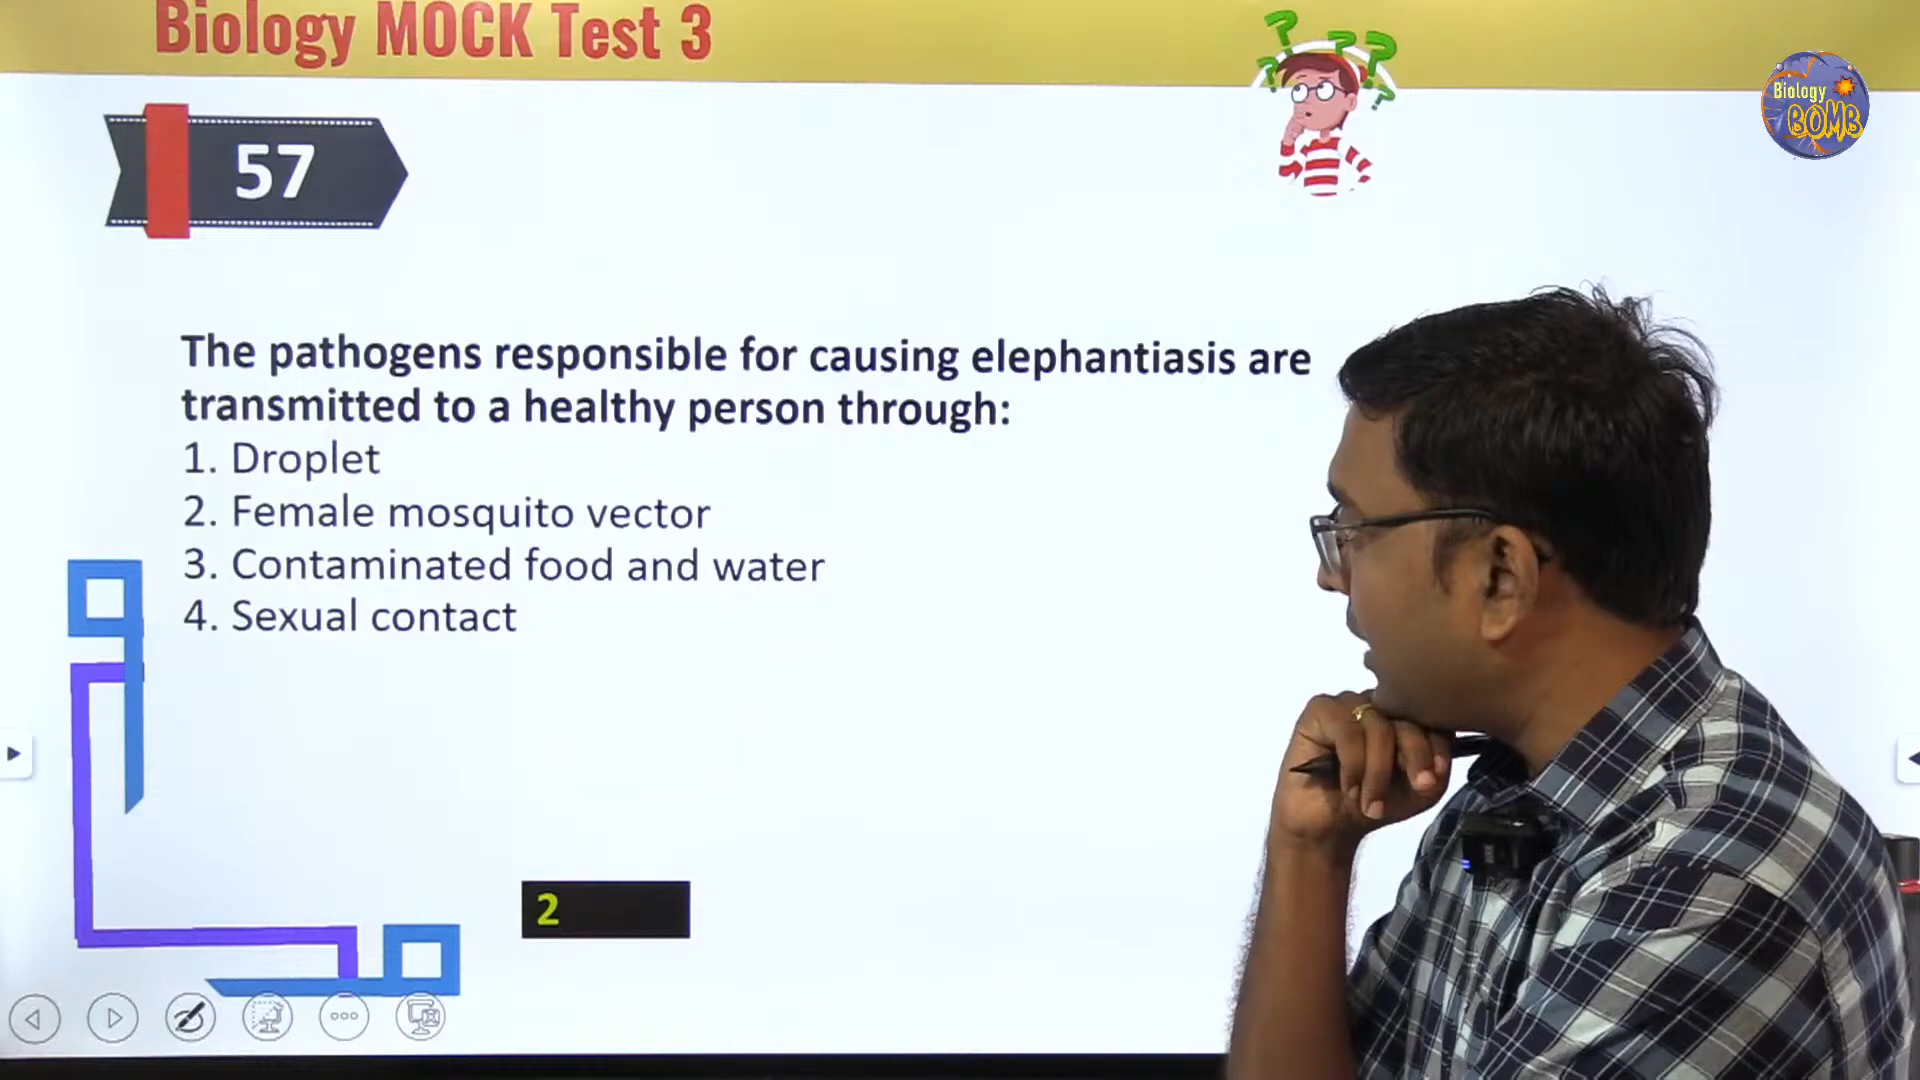 Biology MOCK Test 3
Biology
BOMB
57
The pathogens responsible for causing elephantiasis are
transmitted to a healthy person through:
1. Droplet
2. Female mosquito vector
3. Contaminated food and water
4. Sexual contact
2